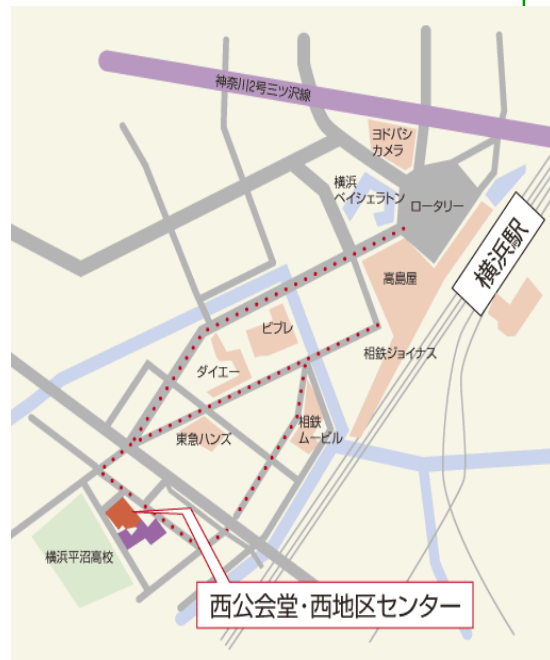 神奈川2号三ツ沢線
ヨドバシ
カメラ
横浜
ベイシェラトン
ロータリー
横浜駅
高島屋
ビブレ
相鉄ジョイナス
ダイエー
東急ハンズ
相鉄
ムービル
横浜平沼高校
西公会堂・西地区センター